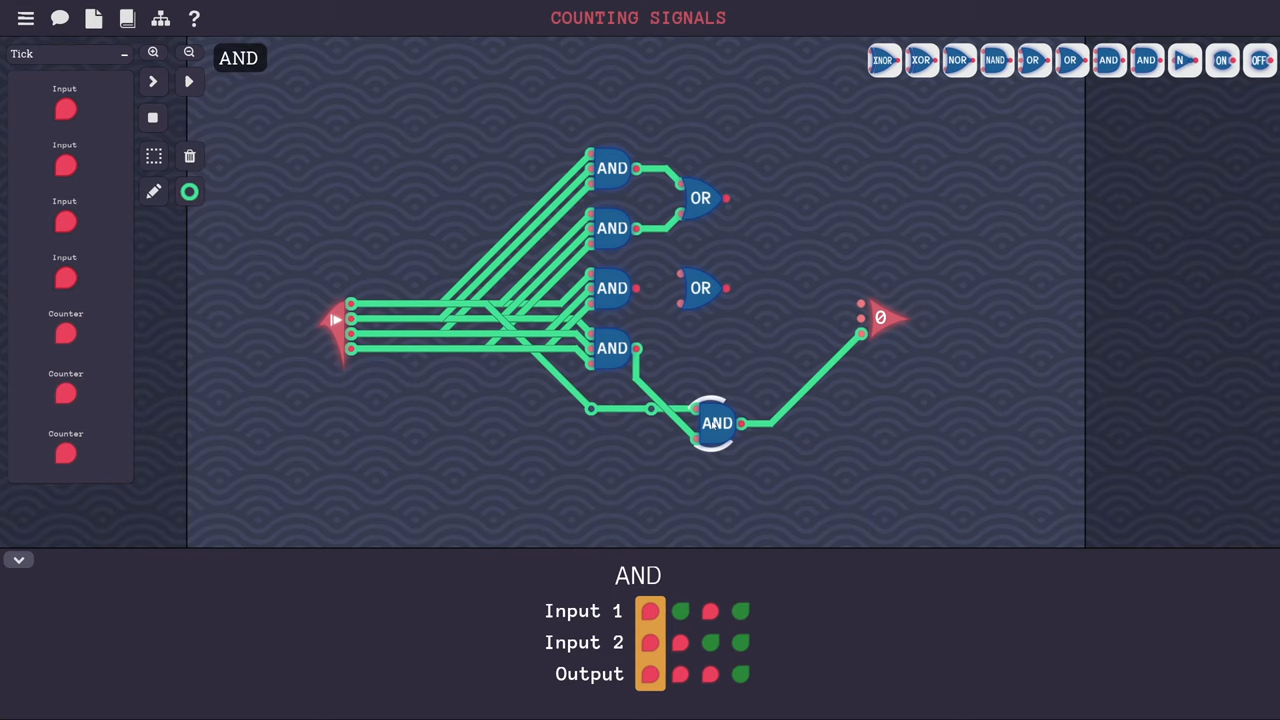 ?
COUNTING SIGNALS
Tick
AND
XNOR
XOR
NOR
NAND
OR
OR
AND
AND
N
ON
OFF
Input
Input
Input
Input
Counter
Counter
Counter
AND
OR
AND
AND
OR
0
AND
AND
AND
Input 1
Input 2
Output